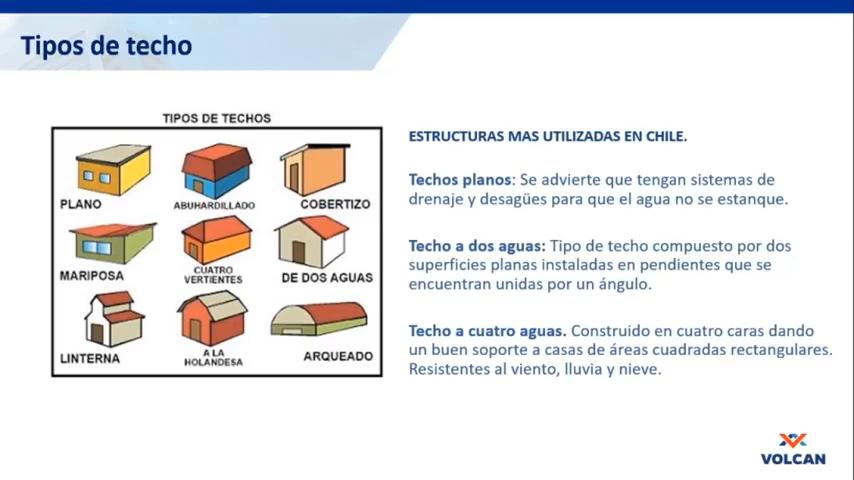 Tipos de techo
TIPOS DE TECHOS
PLANO
ABUHARDILLADO
COBERTIZO
MARIPOSA
CUATRO
VERTIENTES
DE DOS AGUAS
LINTERNA
A LA
HOLANDESA
ARQUEADO
ESTRUCTURAS MAS UTILIZADAS EN CHILE.
Techos planos: Se advierte que tengan sistemas de
drenaje y desagües para que el agua no se estanque.
Techo a dos aguas: Tipo de techo compuesto por dos
superficies planas instaladas en pendientes que se
encuentran unidas por un ángulo.
Techo a cuatro aguas. Construido en cuatro caras dando
un buen soporte a casas de áreas cuadradas rectangulares.
Resistentes al viento, lluvia y nieve.
VOLCAN